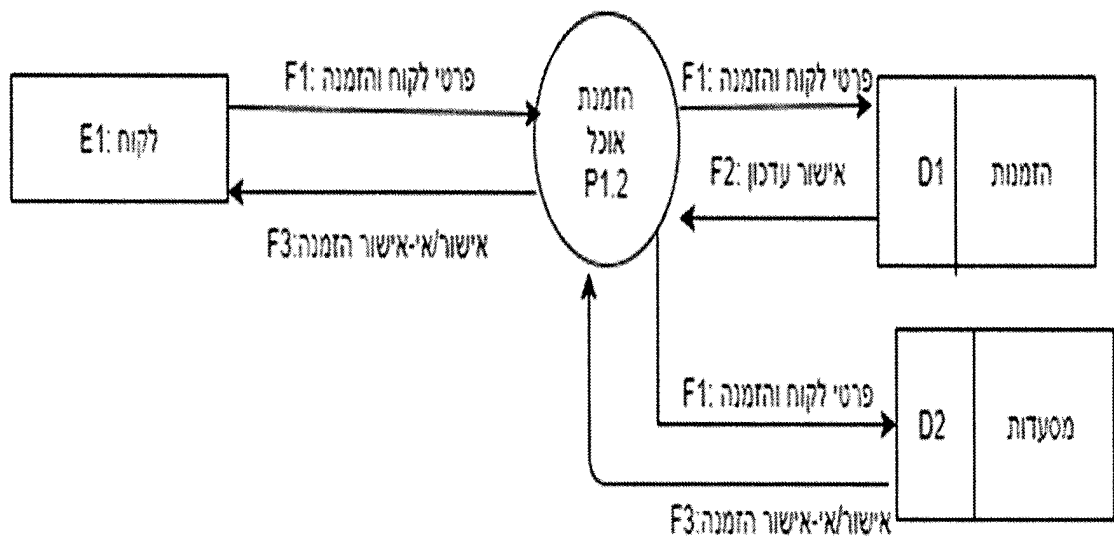 F1: פרטי לקוח והזמנה
F1: פרטי לקוח והזמנה
E1: לקוח
הזמנת
אוכל
P1.2
F2: אישור עדכון
D1
הזמנות
F3:אישור/אי-אישור הזמנה
F1: פרטי לקוח והזמנה
D2
מסעדות
F3:אישור/אי-אישור הזמנה